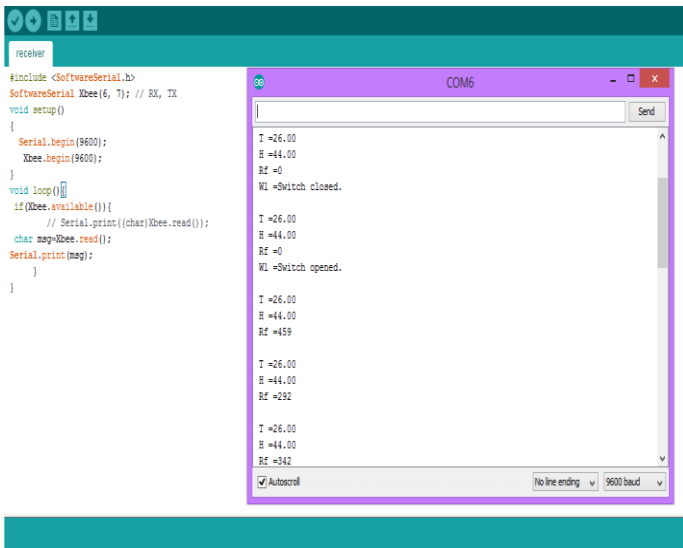 receiver
#include <SoftwareSerial.h>
SoftwareSerial Xbee(6, 7); // RX, TX
void setup()
{
Serial.begin(9600);
Xbee.begin(9600);
}
void loop(){
if(Xbee.available()){
// Serial.print((char)Xbee.read());
char msg=Xbee.read();
Serial.print(msg);
}
}
COM6
Send
T =26.00
H =44.00
Rf =0
Wl =Switch closed.
T =26.00
H =44.00
Rf =0
Wl =Switch opened.
T =26.00
H =44.00
Rf =459
T =26.00
H =44.00
Rf =292
T =26.00
H =44.00
Rf =342
Autoscroll
No line ending
9600 baud